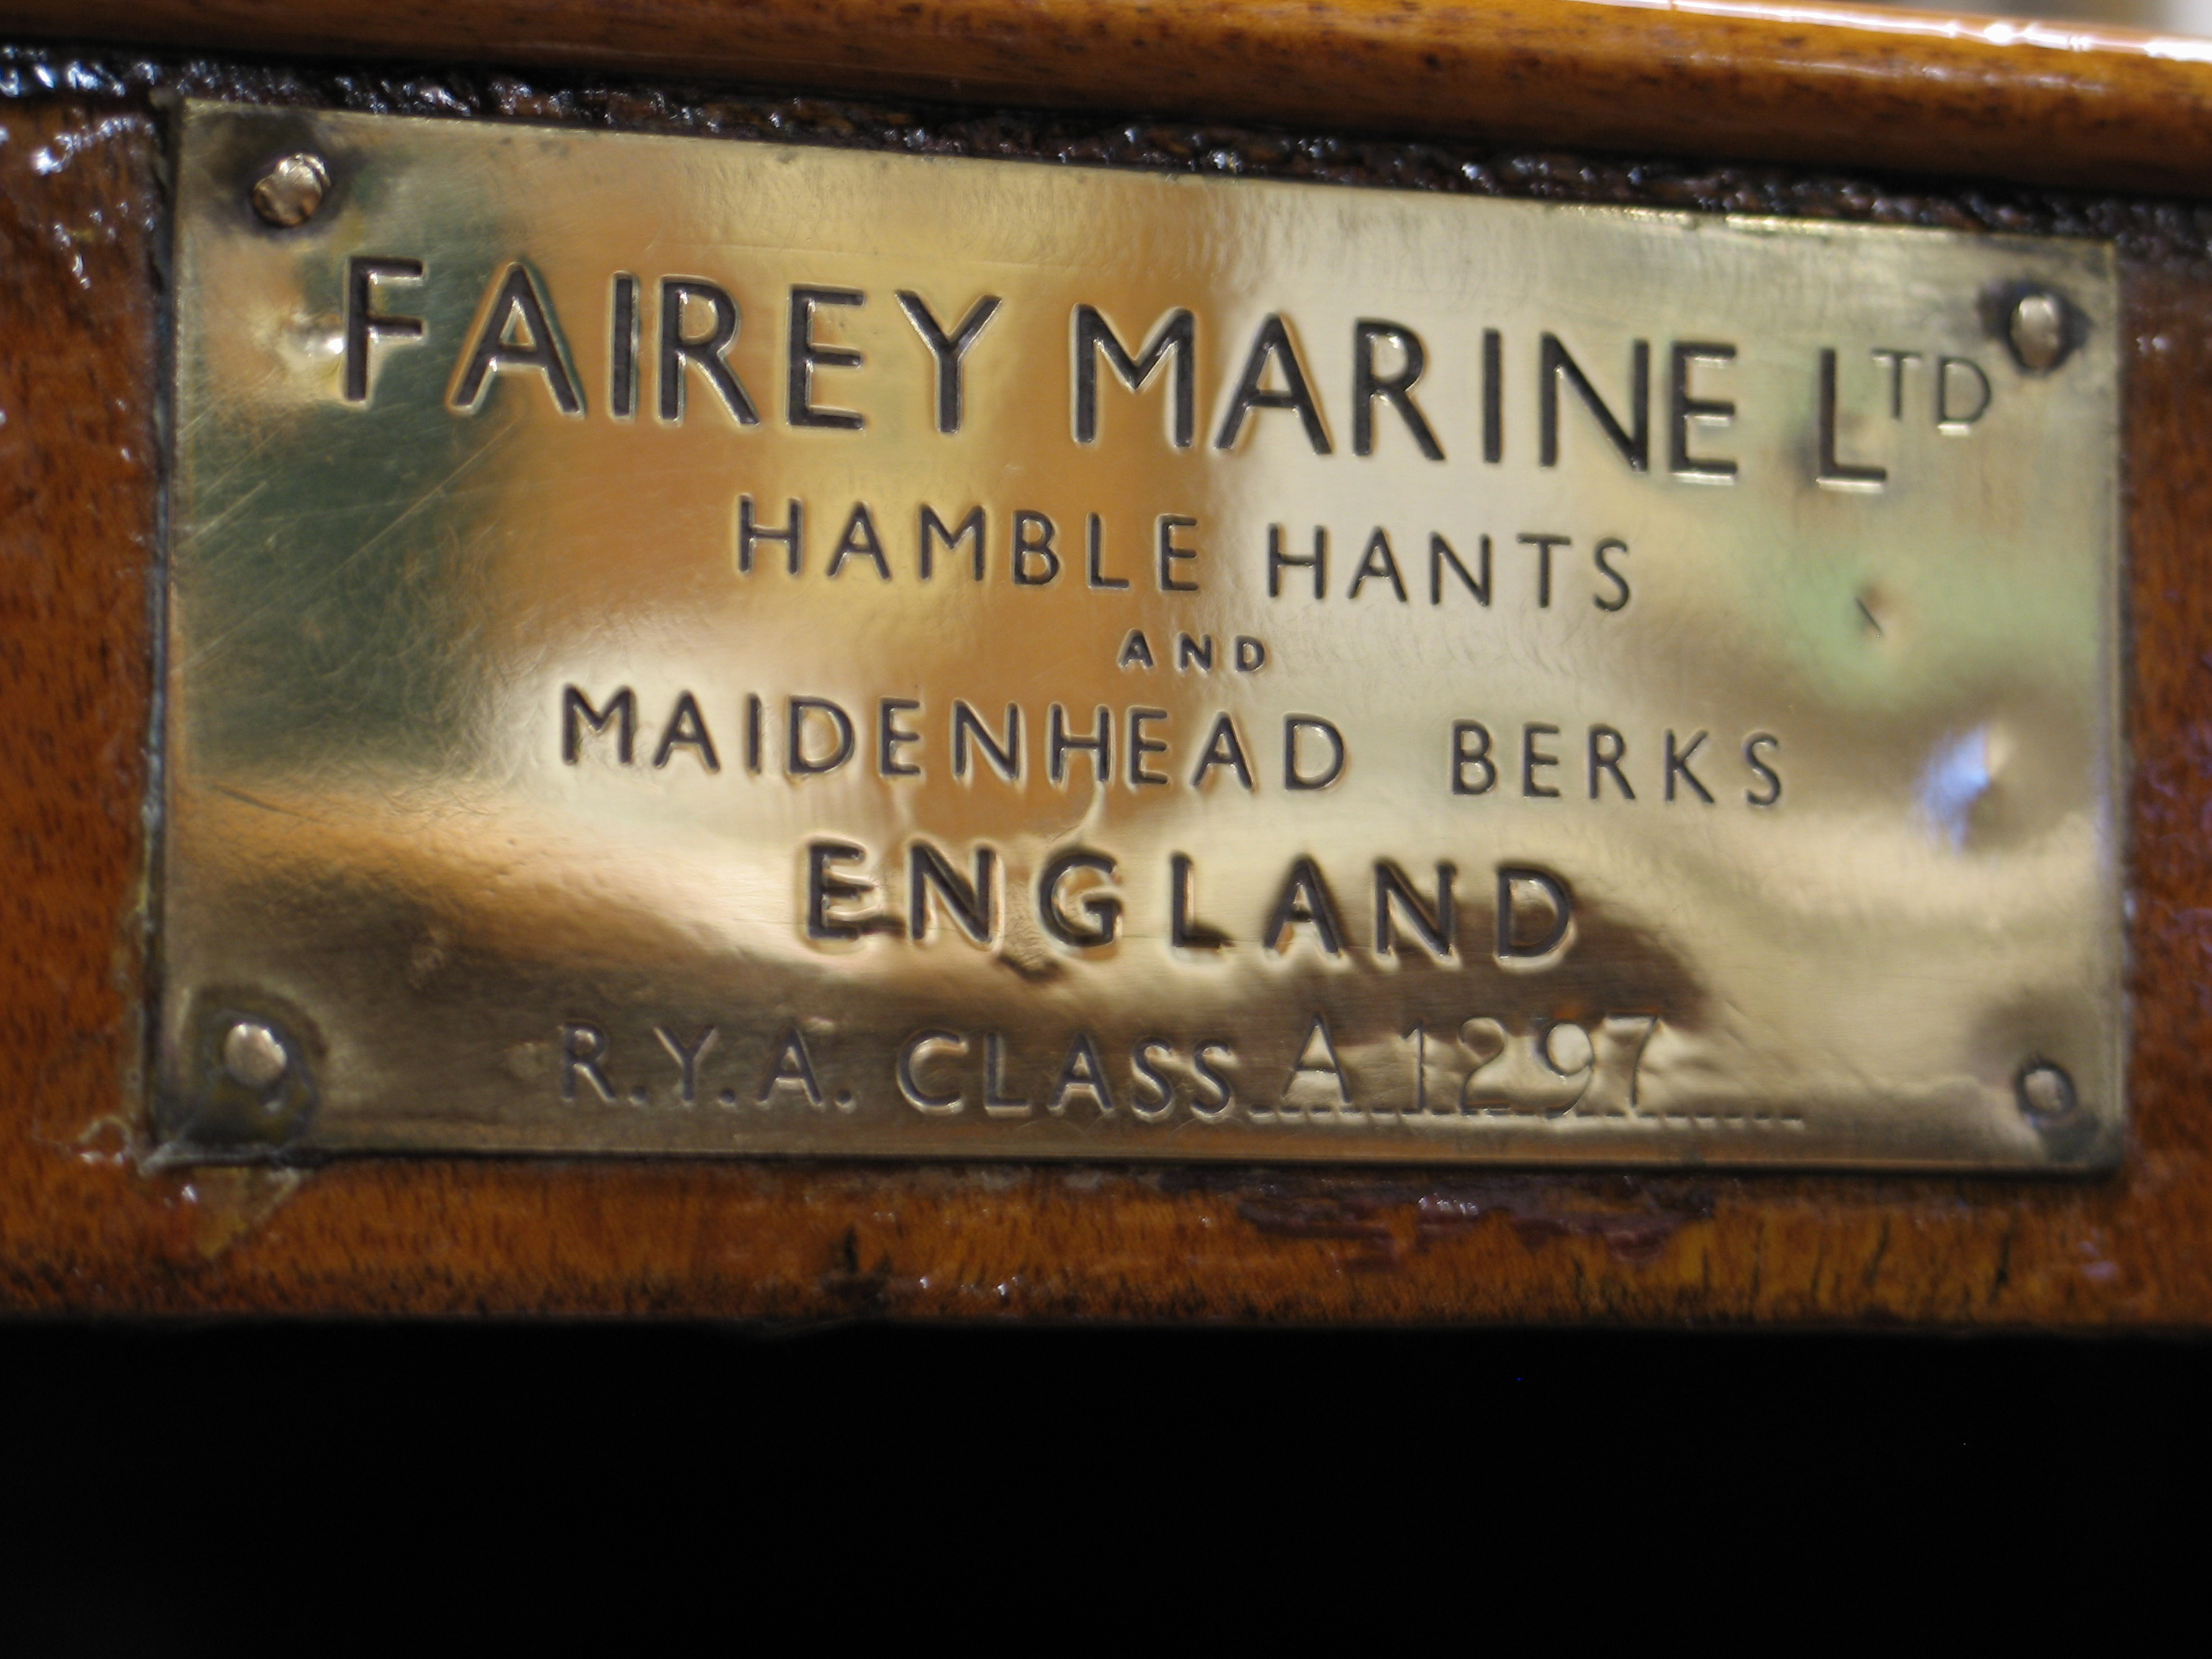 FAIREY MARINE LTD
HAMBLE HANTS
AND
MAIDENHEAD BERKS
ENGLAND
R.Y.A. CLASS A 1297